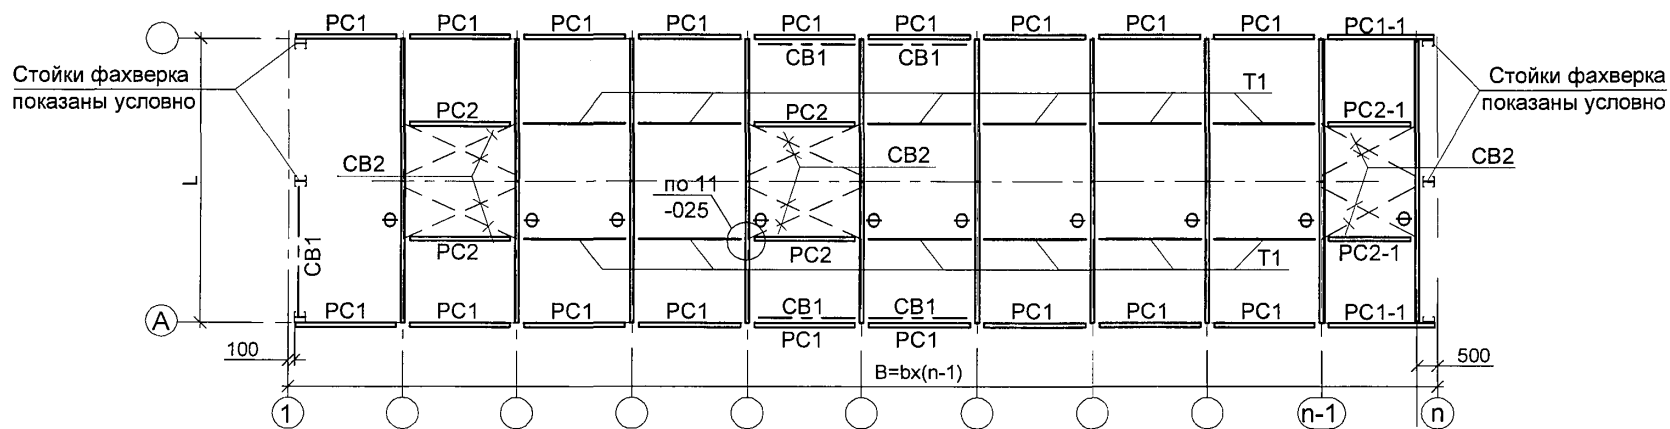 РС1 РС1 РС1 РС1 РС1 РС1 РС1 РС1 РС1 РС1-1
СВ1 СВ1
Стойки фахверка
показаны условно
Т1
Стойки фахверка
показаны условно
РС2 РС2 РС2-1
L
СВ2 СВ2 СВ2
по 11
-025
Ф Ф Ф Ф Ф Ф Ф Ф Ф
СВ1
РС2 РС2 РС2-1
Т1
А
РС1 РС1 РС1 РС1 СВ1 СВ1 РС1 РС1 РС1 РС1-1
РС1 РС1
100
500
B=bx(n-1)
1 n-1 n